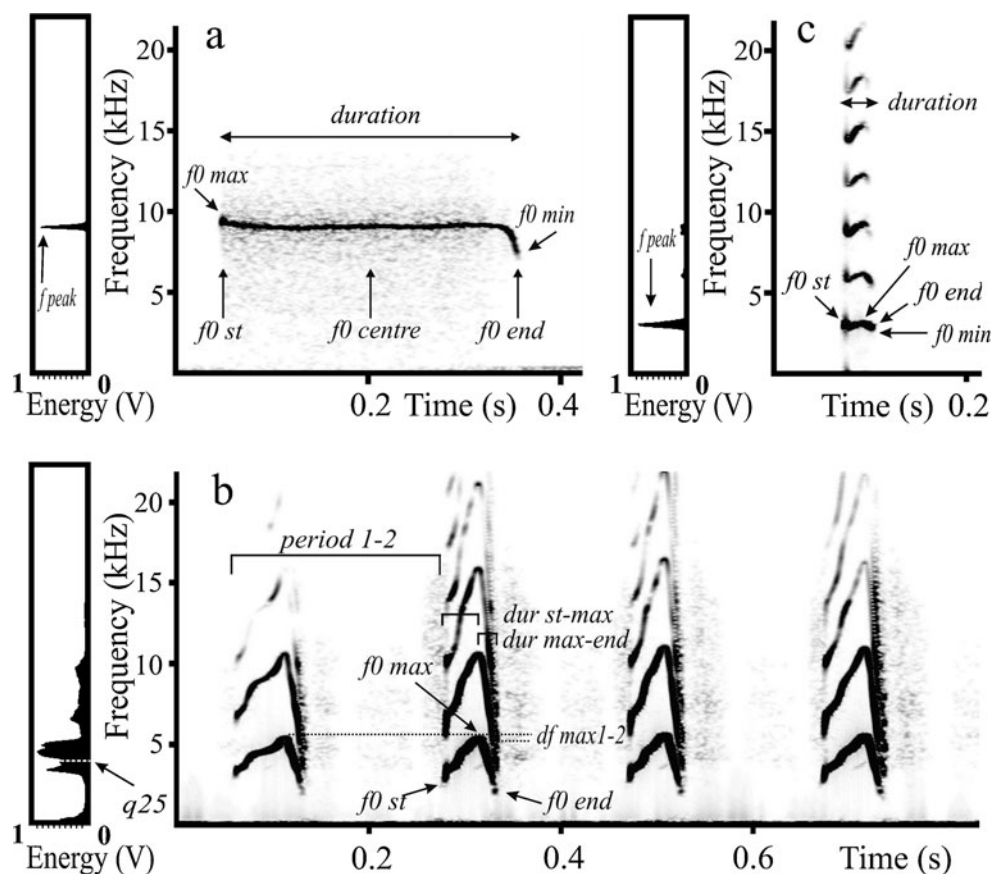 a
20
15
10
5
Frequency (kHz)
duration
f0 max
f0 min
f peak
f0 st
f0 centre
f0 end
1
0
Energy (V)
0.2
Time (s)
0.4
c
duration
f peak
f0 max
f0 st
f0 end
f0 min
20
15
10
5
Frequency (kHz)
1
0
Energy (V)
Time (s)
0.2
b
20
15
10
5
Frequency (kHz)
period 1-2
dur st-max
dur max-end
f0 max
df max1-2
q25
f0 st
f0 end
1
0
Energy (V)
0.2
0.4
0.6
Time (s)